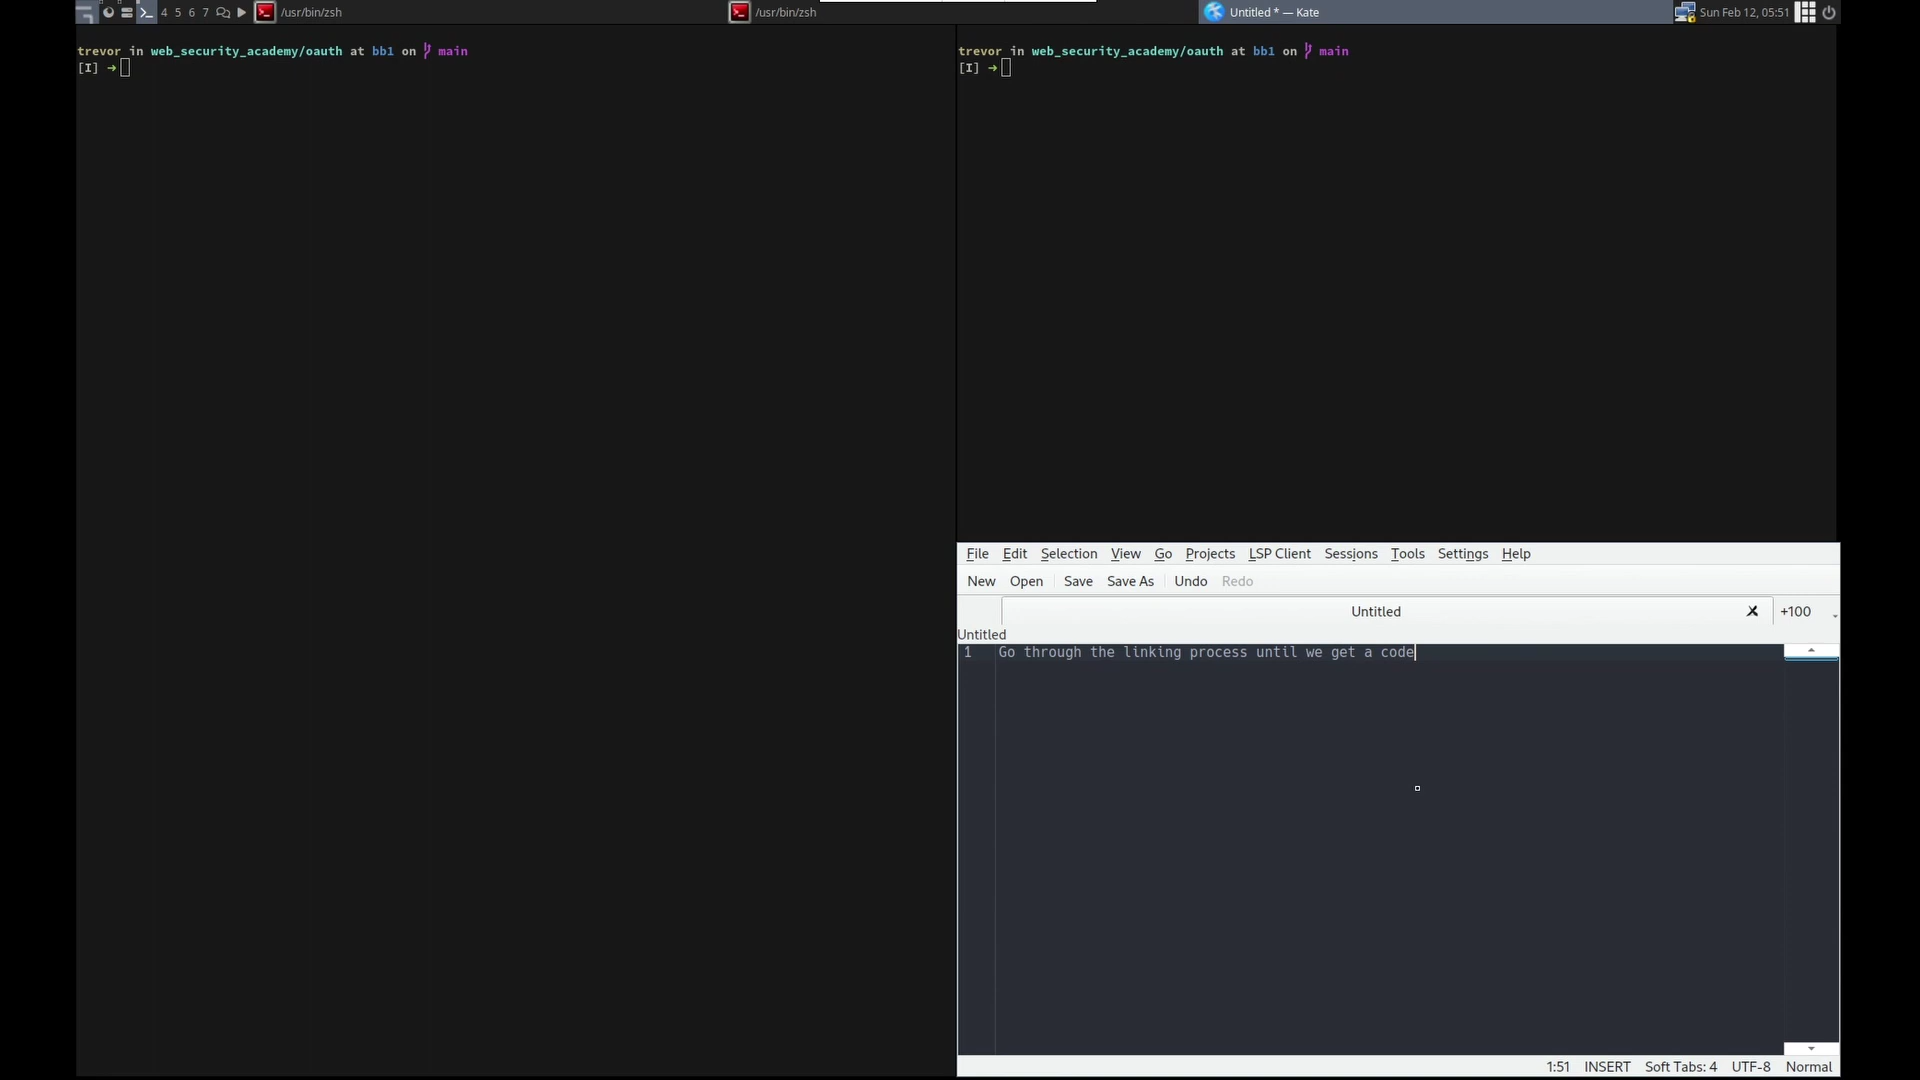 4 5 6 7 /usr/bin/zsh /usr/bin/zsh Untitled * — Kate Sun Feb 12, 05:51
trevor in web_security_academy/oauth at bb1 on main
[I] →
trevor in web_security_academy/oauth at bb1 on main
[I] →
File Edit Selection View Go Projects LSP Client Sessions Tools Settings Help
New Open Save Save As Undo Redo
Untitled +100
Untitled
1 Go through the linking process until we get a code
1:51 INSERT Soft Tabs: 4 UTF-8 Normal